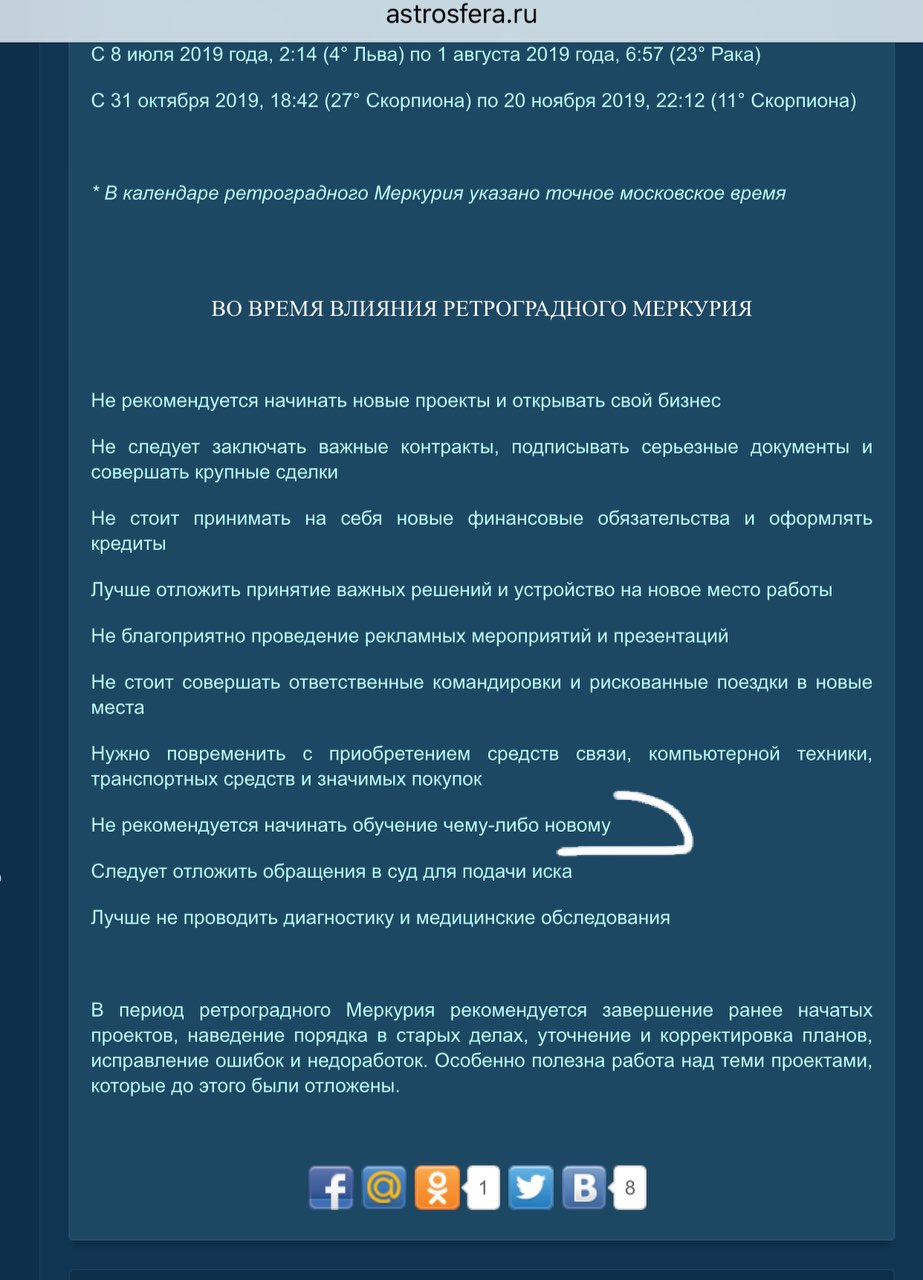 astrosfera.ru
С 8 июля 2019 года, 2:14 (4° Льва) по 1 августа 2019 года, 6:57 (23° Рака)
С 31 октября 2019, 18:42 (27° Скорпиона) по 20 ноября 2019, 22:12 (11° Скорпиона)
* В календаре ретроградного Меркурия указано точное московское время
ВО ВРЕМЯ ВЛИЯНИЯ РЕТРОГРАДНОГО МЕРКУРИЯ
Не рекомендуется начинать новые проекты и открывать свой бизнес
Не следует заключать важные контракты, подписывать серьезные документы и
совершать крупные сделки
Не стоит принимать на себя новые финансовые обязательства и оформлять
кредиты
Лучше отложить принятие важных решений и устройство на новое место работы
Не благоприятно проведение рекламных мероприятий и презентаций
Не стоит совершать ответственные командировки и рискованные поездки в новые
места
Нужно повременить с приобретением средств связи, компьютерной техники,
транспортных средств и значимых покупок
Не рекомендуется начинать обучение чему-либо новому
Следует отложить обращения в суд для подачи иска
Лучше не проводить диагностику и медицинские обследования
В период ретроградного Меркурия рекомендуется завершение ранее начатых
проектов, наведение порядка в старых делах, уточнение и корректировка планов,
исправление ошибок и недоработок. Особенно полезна работа над теми проектами,
которые до этого были отложены.
1 8